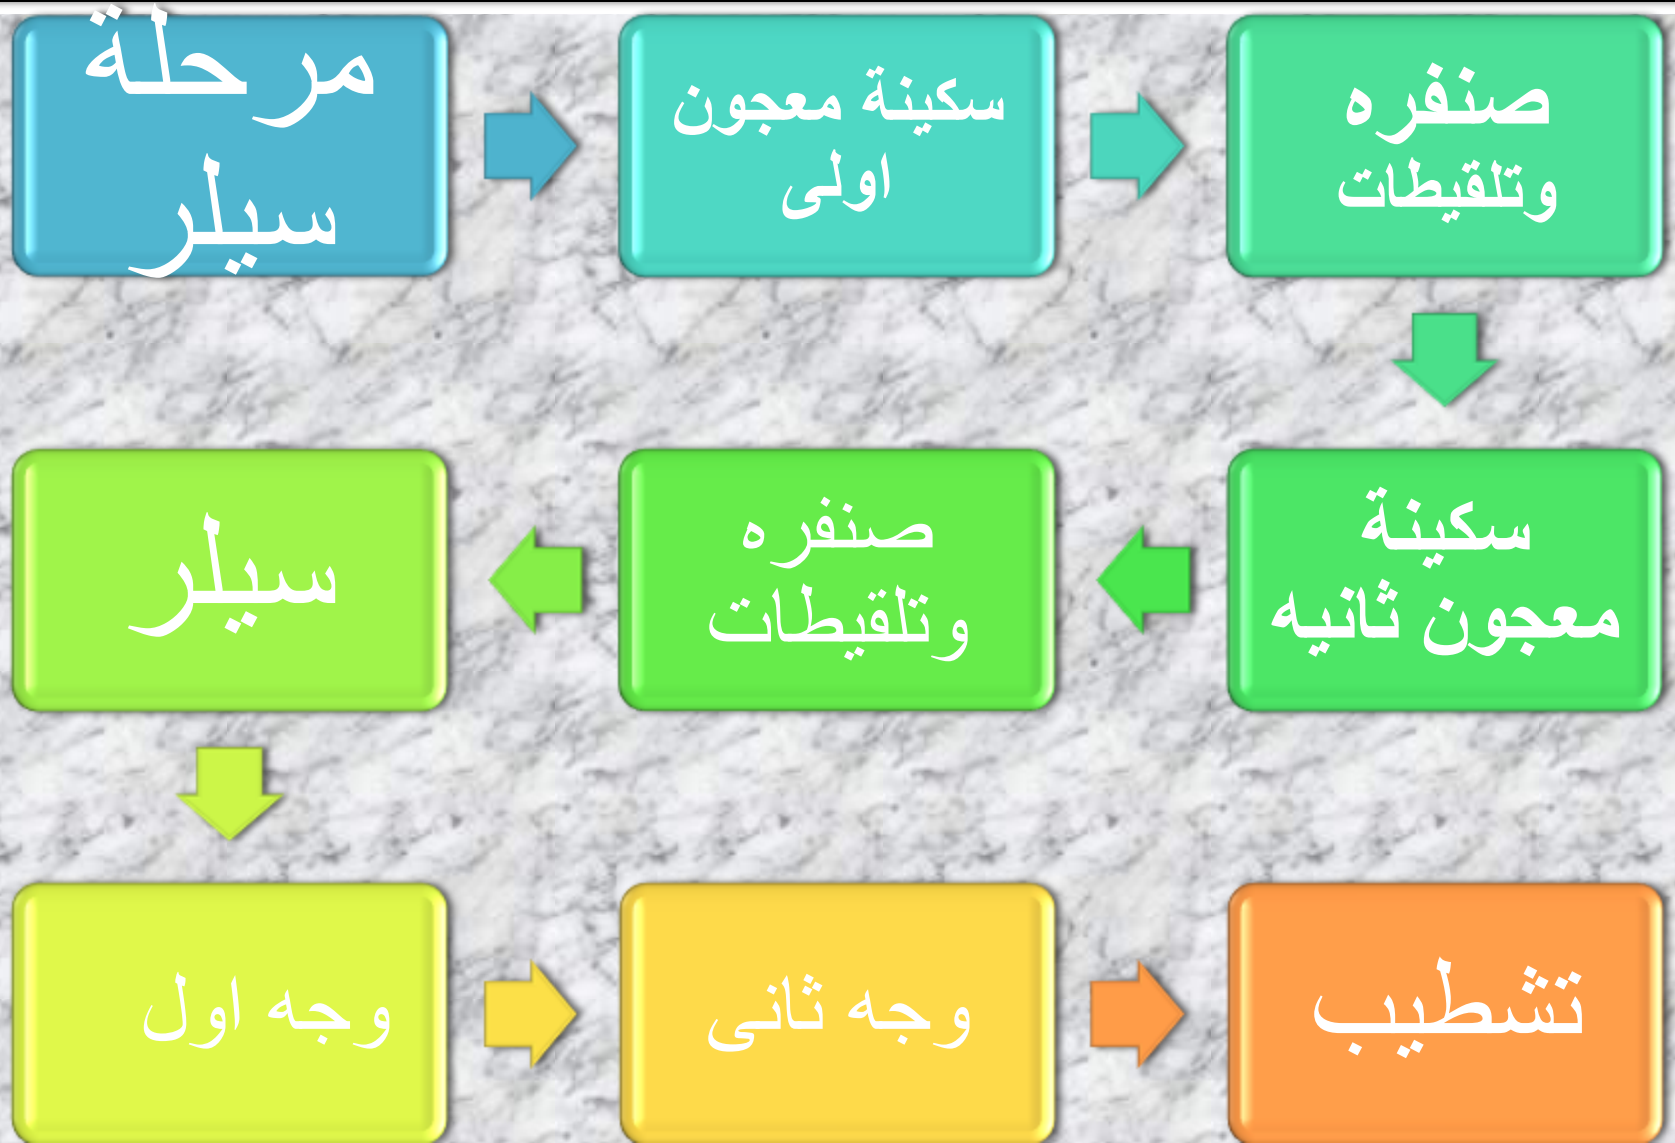 مرحلة
سيلر
سكينة معجون
اولى
صنفره
وتلقيطات
سكينة
معجون ثانيه
صنفره
وتلقيطات
سيلر
وجه اول
وجه ثانى
تشطيب